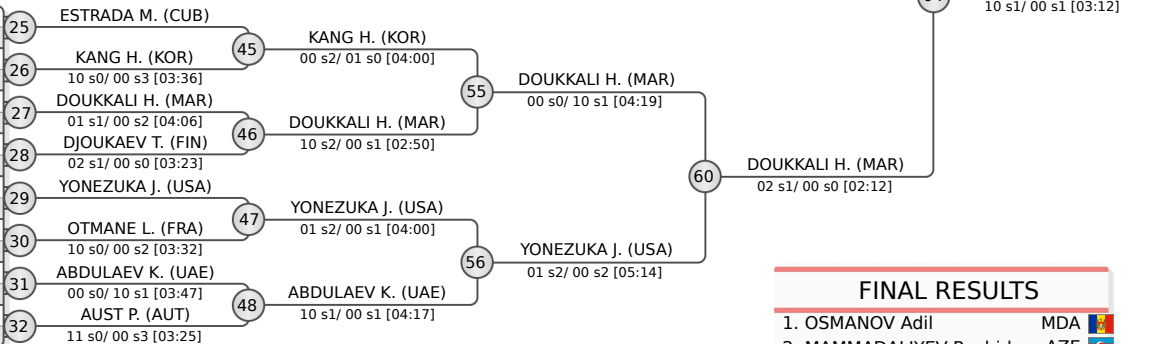 10 s1/ 00 s1 [03:12]
25
ESTRADA M. (CUB)
26
KANG H. (KOR)
10 s0/ 00 s3 [03:36]
27
DOUKKALI H. (MAR)
01 s1/ 00 s2 [04:06]
28
DJOUKAEV T. (FIN)
02 s1/ 00 s0 [03:23]
29
YONEZUKA J. (USA)
30
OTMANE L. (FRA)
10 s0/ 00 s2 [03:32]
31
ABDULAEV K. (UAE)
00 s0/ 10 s1 [03:47]
32
AUST P. (AUT)
11 s0/ 00 s3 [03:25]
45
KANG H. (KOR)
00 s2/ 01 s0 [04:00]
46
DOUKKALI H. (MAR)
10 s2/ 00 s1 [02:50]
47
YONEZUKA J. (USA)
01 s2/ 00 s1 [04:00]
48
ABDULAEV K. (UAE)
10 s1/ 00 s1 [04:17]
55
DOUKKALI H. (MAR)
00 s0/ 10 s1 [04:19]
56
YONEZUKA J. (USA)
01 s2/ 00 s2 [05:14]
60
DOUKKALI H. (MAR)
02 s1/ 00 s0 [02:12]
FINAL RESULTS
1. OSMANOV Adil MDA